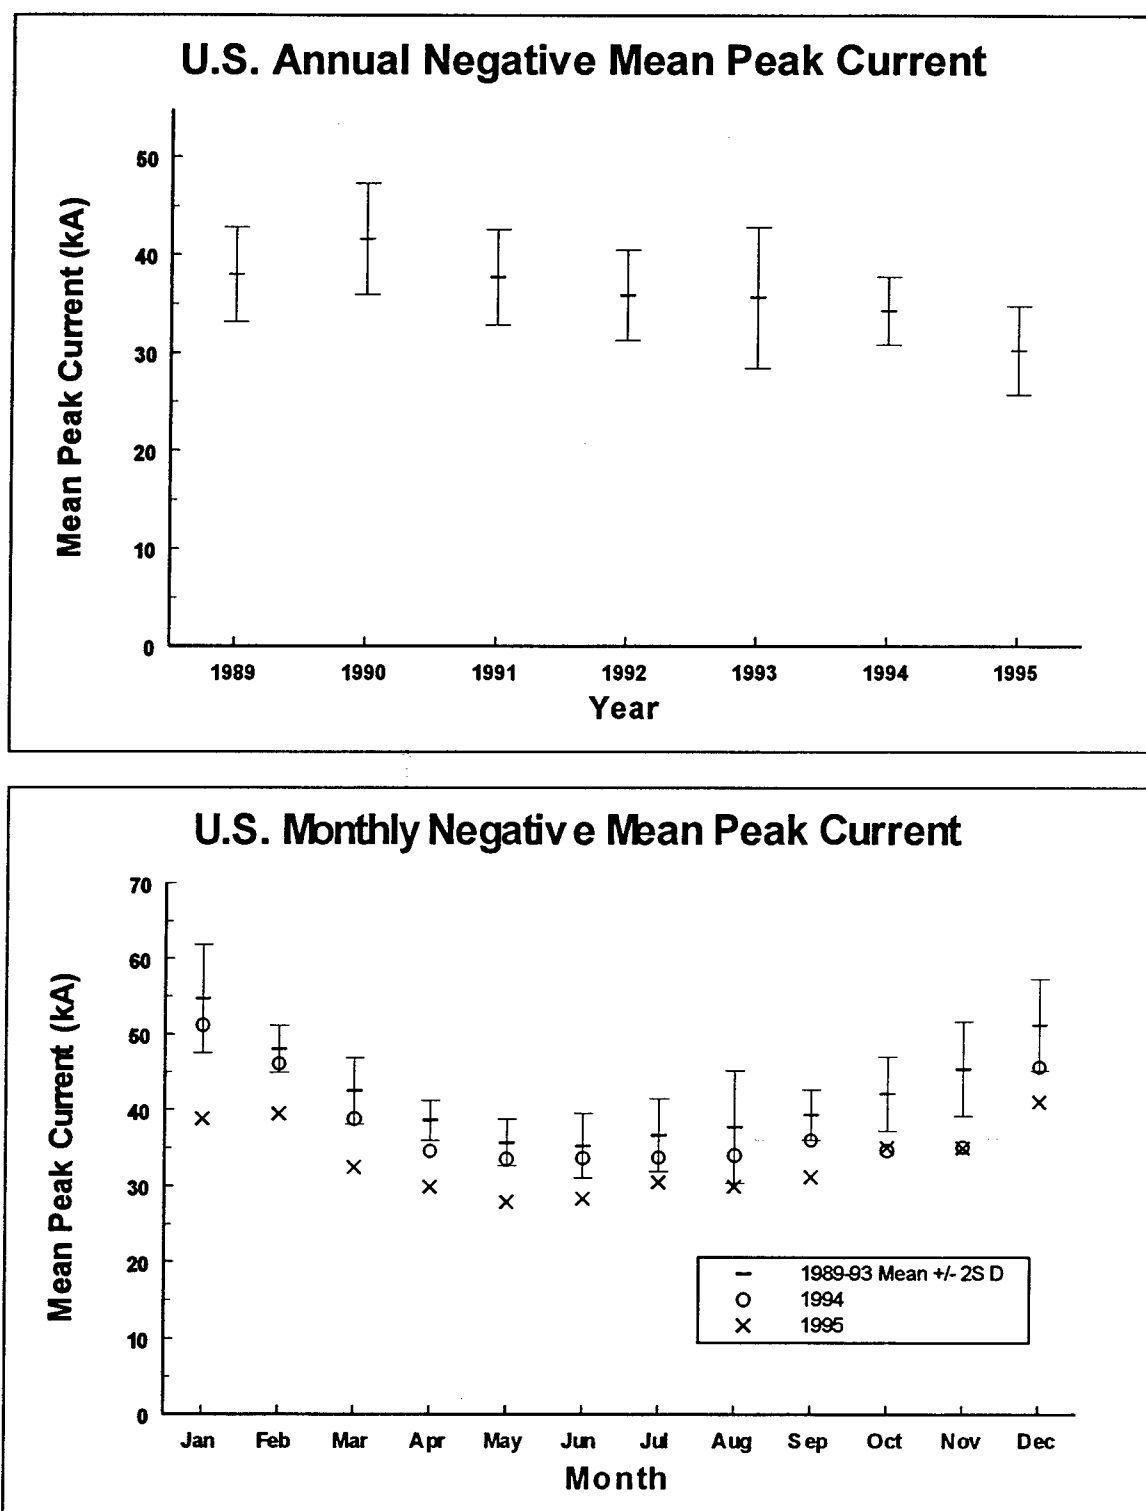 U.S. Annual Negative Mean Peak Current
Mean Peak Current (kA)
50
40
30
20
10
0
1989 1990 1991 1992 1993 1994 1995
Year
U.S. Monthly Negative Mean Peak Current
Mean Peak Current (kA)
70
60
50
40
30
20
10
0
1989-93 Mean +/- 2S D
1994
1995
Jan Feb Mar Apr May Jun Jul Aug Sep Oct Nov Dec
Month